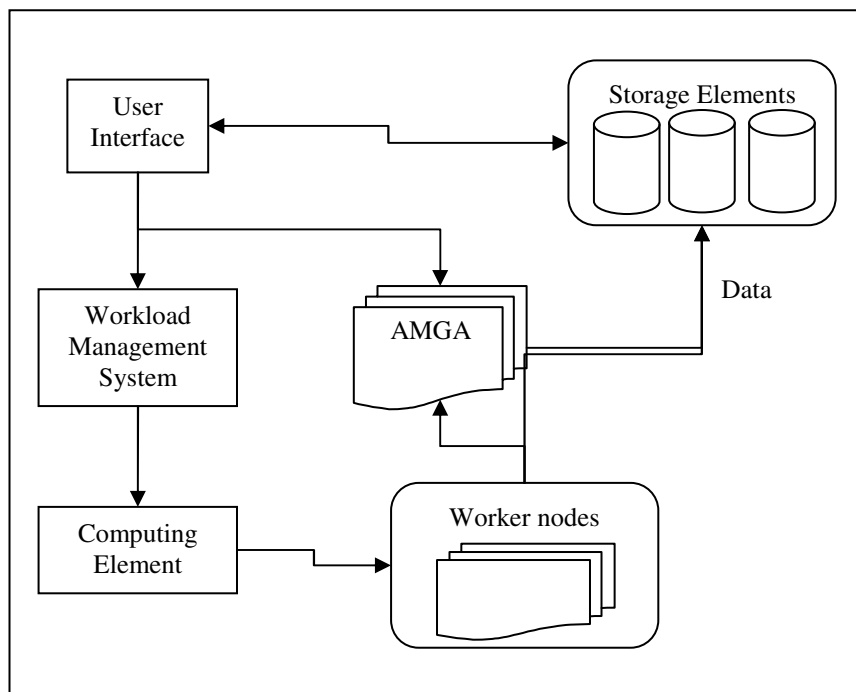 User
Interface
Storage Elements
Data
Workload
Management
System
AMGA
Computing
Element
Worker nodes